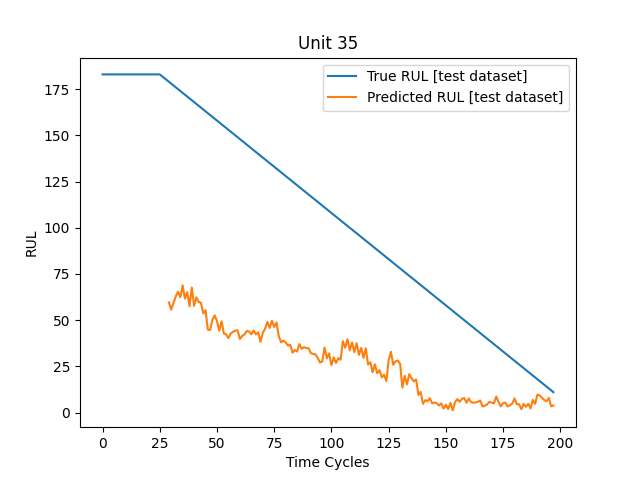 Unit 35
True RUL [test dataset]
Predicted RUL [test dataset]
RUL
175
150
125
100
75
50
25
0
0 25 50 75 100 125 150 175 200
Time Cycles